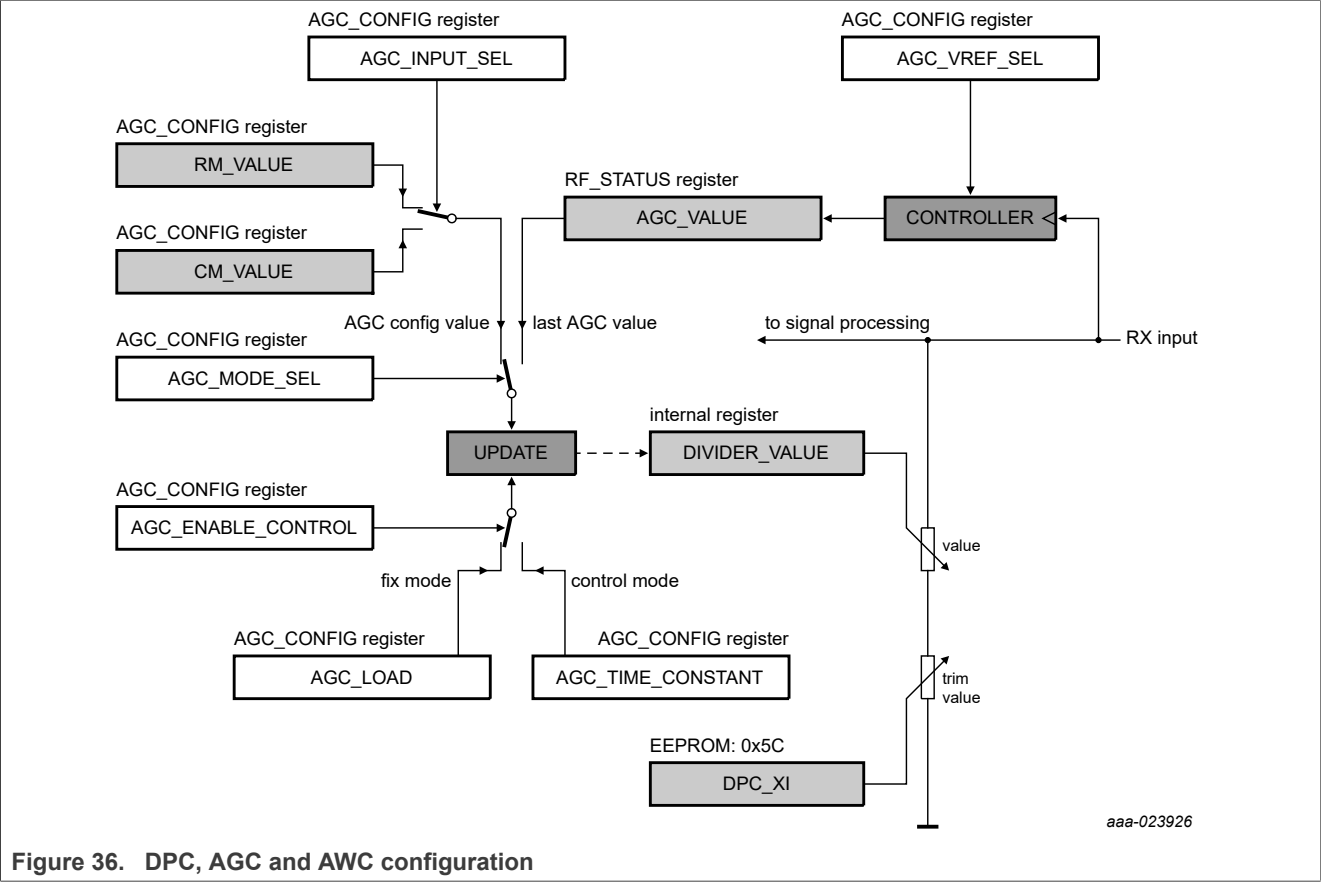 AGC_CONFIG register
AGC_INPUT_SEL
AGC_CONFIG register
AGC_VREF_SEL
AGC_CONFIG register
RM_VALUE
RF_STATUS register
AGC_VALUE
CONTROLLER
AGC_CONFIG register
CM_VALUE
AGC config value
last AGC value
to signal processing
RX input
AGC_CONFIG register
AGC_MODE_SEL
internal register
UPDATE
DIVIDER_VALUE
AGC_CONFIG register
AGC_ENABLE_CONTROL
value
fix mode
control mode
AGC_CONFIG register
AGC_LOAD
AGC_CONFIG register
AGC_TIME_CONSTANT
trim
value
EEPROM: 0x5C
DPC_XI
aaa-023926
Figure 36. DPC, AGC and AWC configuration